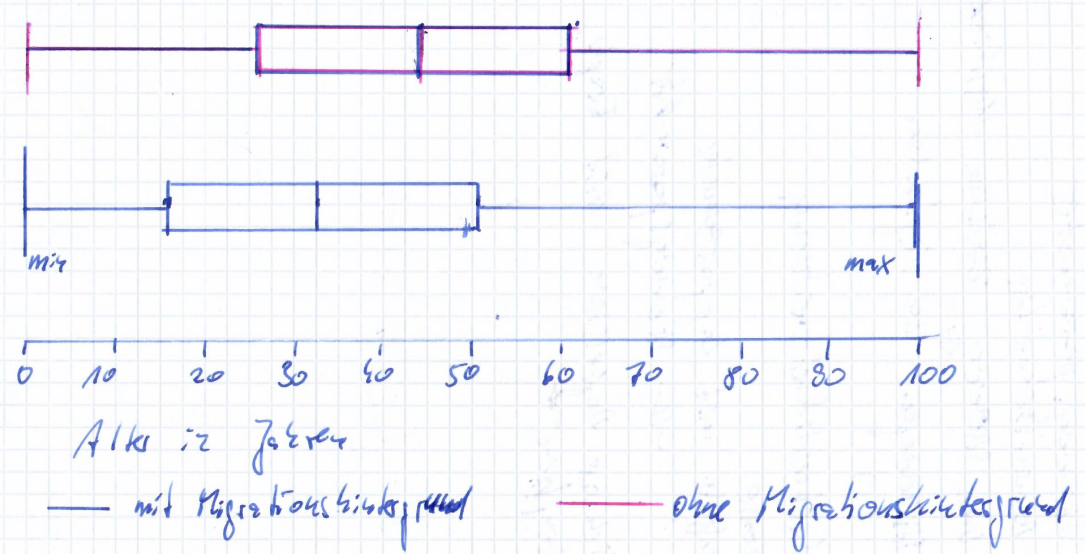 min max
0 10 20 30 40 50 60 70 80 90 100
Alter in Jahren
mit Migrationshintergrund ohne Migrationshintergrund